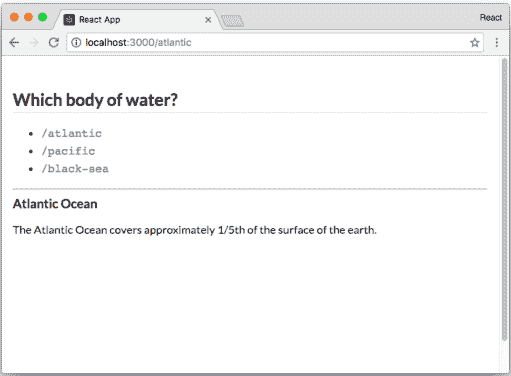 React App
React
localhost:3000/atlantic
Which body of water?
/atlantic
/pacific
/black-sea
Atlantic Ocean
The Atlantic Ocean covers approximately 1/5th of the surface of the earth.